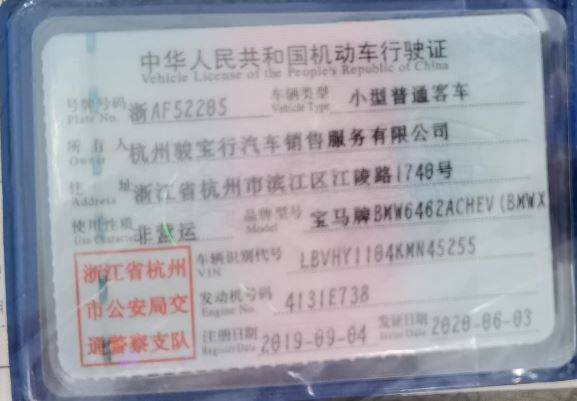 中华人民共和国机动车行驶证
Vehicle License of the People's Republic of China
号牌号码 浙AF52205 车辆类型 小型普通客车
Plate No. Vehicle Type
所有人 杭州骏宝行汽车销售服务有限公司
Owner
住址 浙江省杭州市滨江区江陵路1740号
Address
使用性质 非营运 品牌型号 宝马牌BMW6462ACHEV(BMWX
Use Character Model
车辆识别代号 LBVHY1104KMN45255
VIN
发动机号码 4131E738
Engine No.
注册日期 2019-09-04 发证日期 2020-06-03
Register Date Issue Date
浙江省杭州
市公安局交
通警察支队